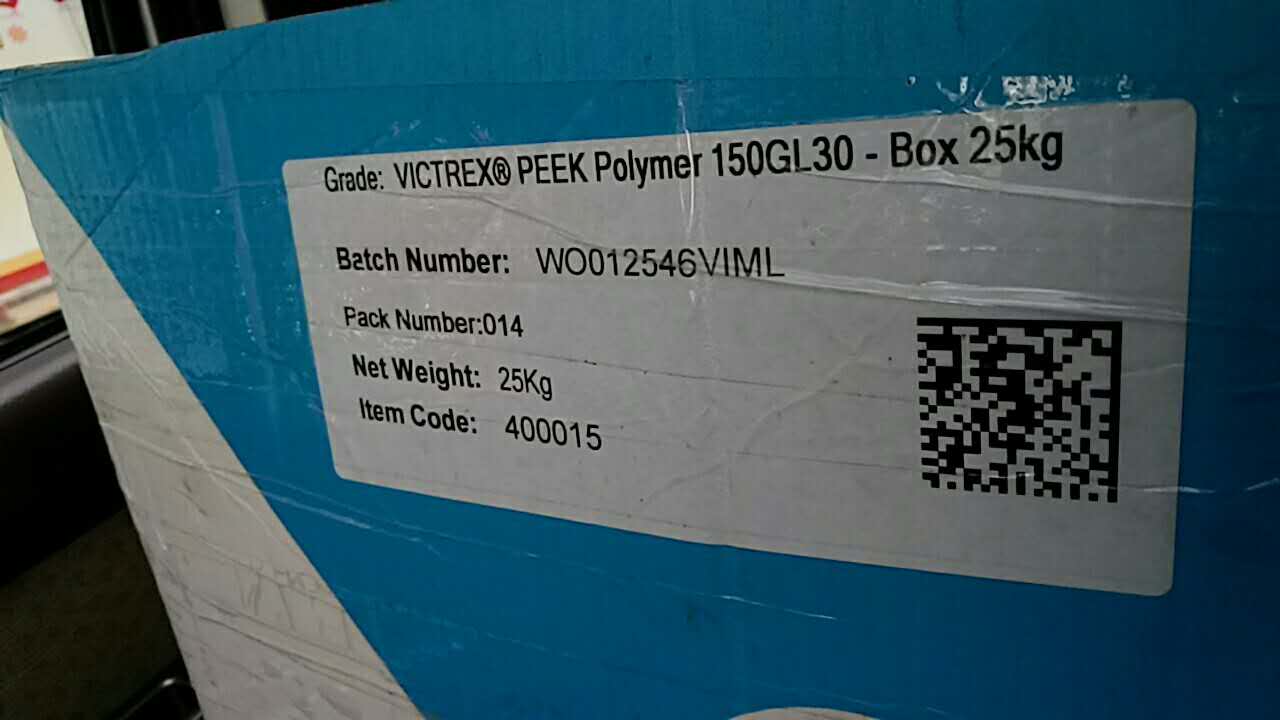 Grade: VICTREX® PEEK Polymer 150GL30 - Box 25kg
Batch Number: WO012546VIML
Pack Number:014
Net Weight: 25Kg
Item Code: 400015